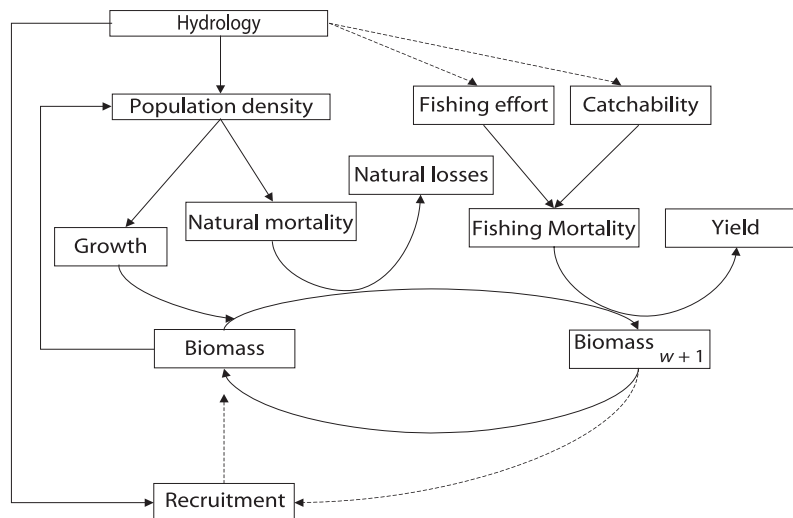 Hydrology
Population density
Fishing effort
Catchability
Natural losses
Natural mortality
Fishing Mortality
Yield
Growth
Biomass
Biomass
w + 1
Recruitment